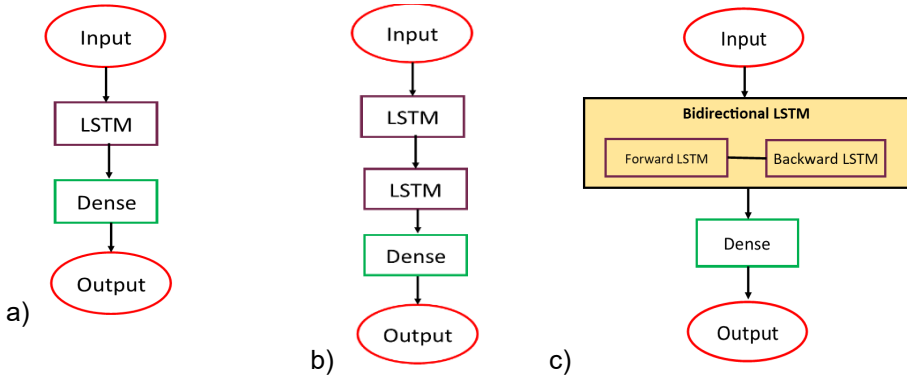 Input
LSTM
Dense
Output
a)
Input
LSTM
LSTM
Dense
Output
b)
Input
Bidirectional LSTM
Forward LSTM
Backward LSTM
Dense
Output
c)